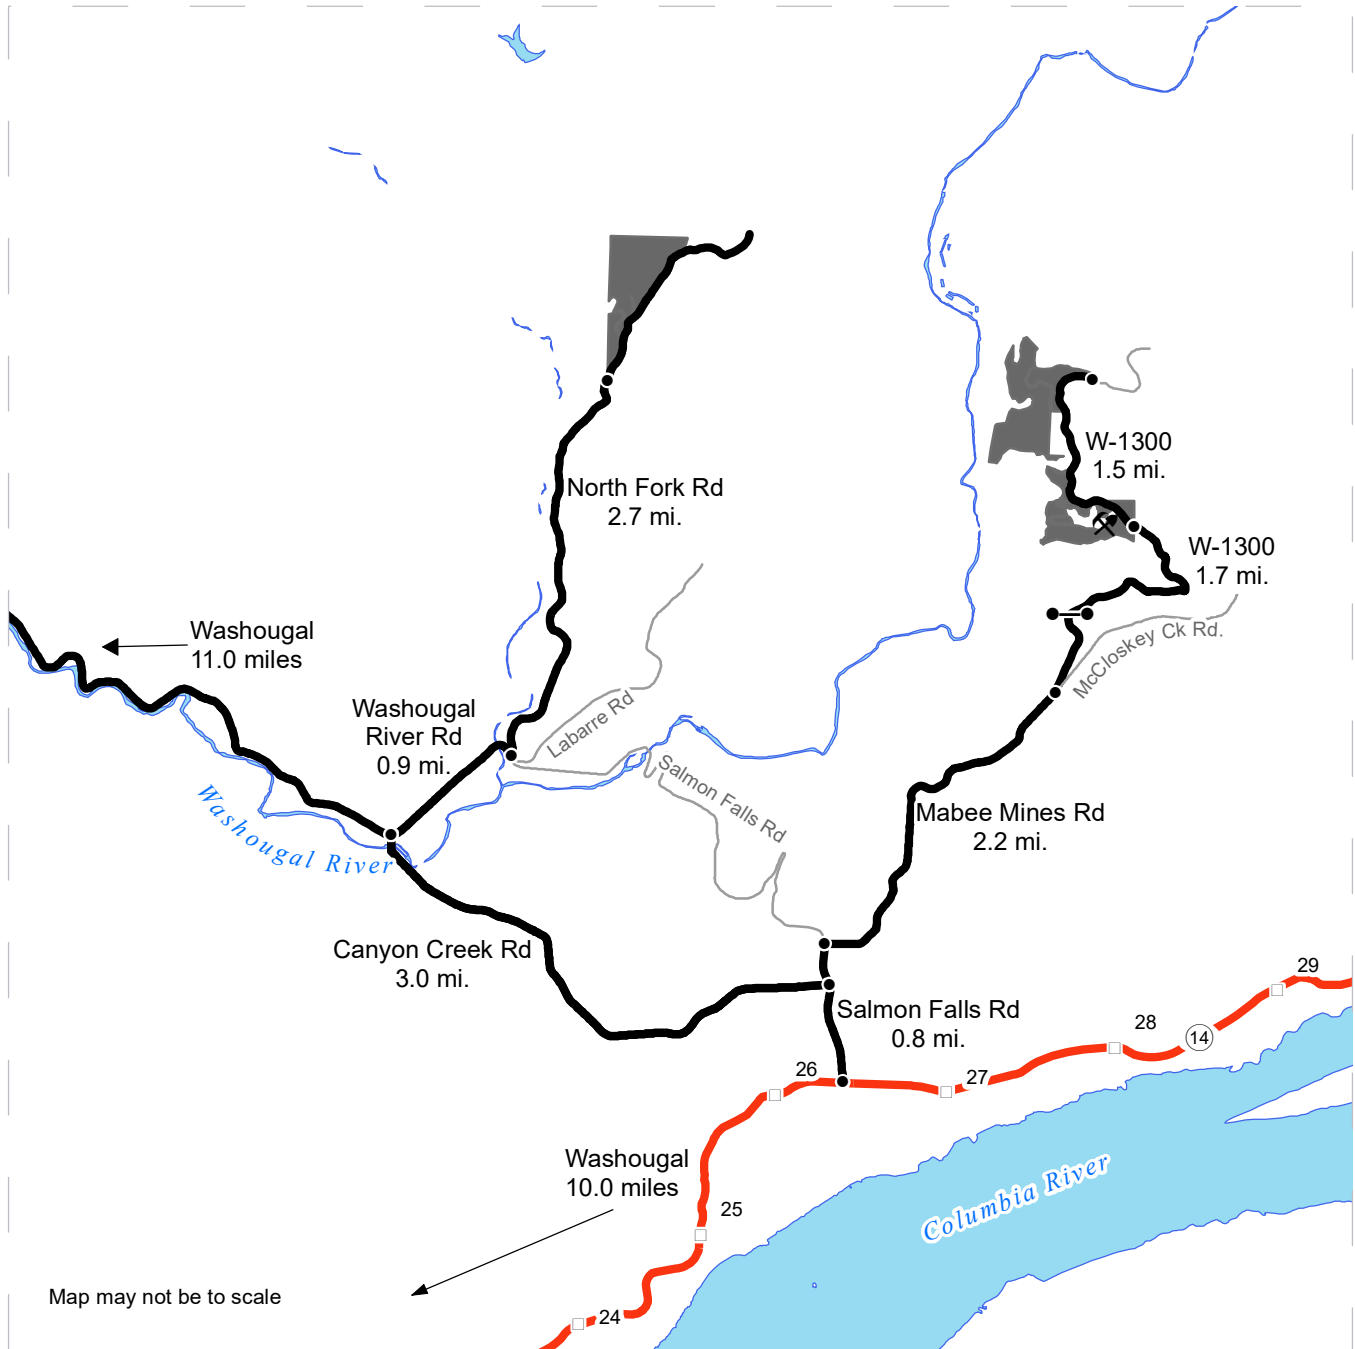 W-1300
1.5 mi.
North Fork Rd
2.7 mi.
W-1300
1.7 mi.
Washougal
11.0 miles
McCloskey Ck Rd.
Washougal
River Rd
0.9 mi.
Labarre Rd
Salmon Falls Rd
Washougal River
Mabee Mines Rd
2.2 mi.
Canyon Creek Rd
3.0 mi.
29
Salmon Falls Rd
0.8 mi.
28
14
26
27
Washougal
10.0 miles
25
Columbia River
Map may not be to scale
24